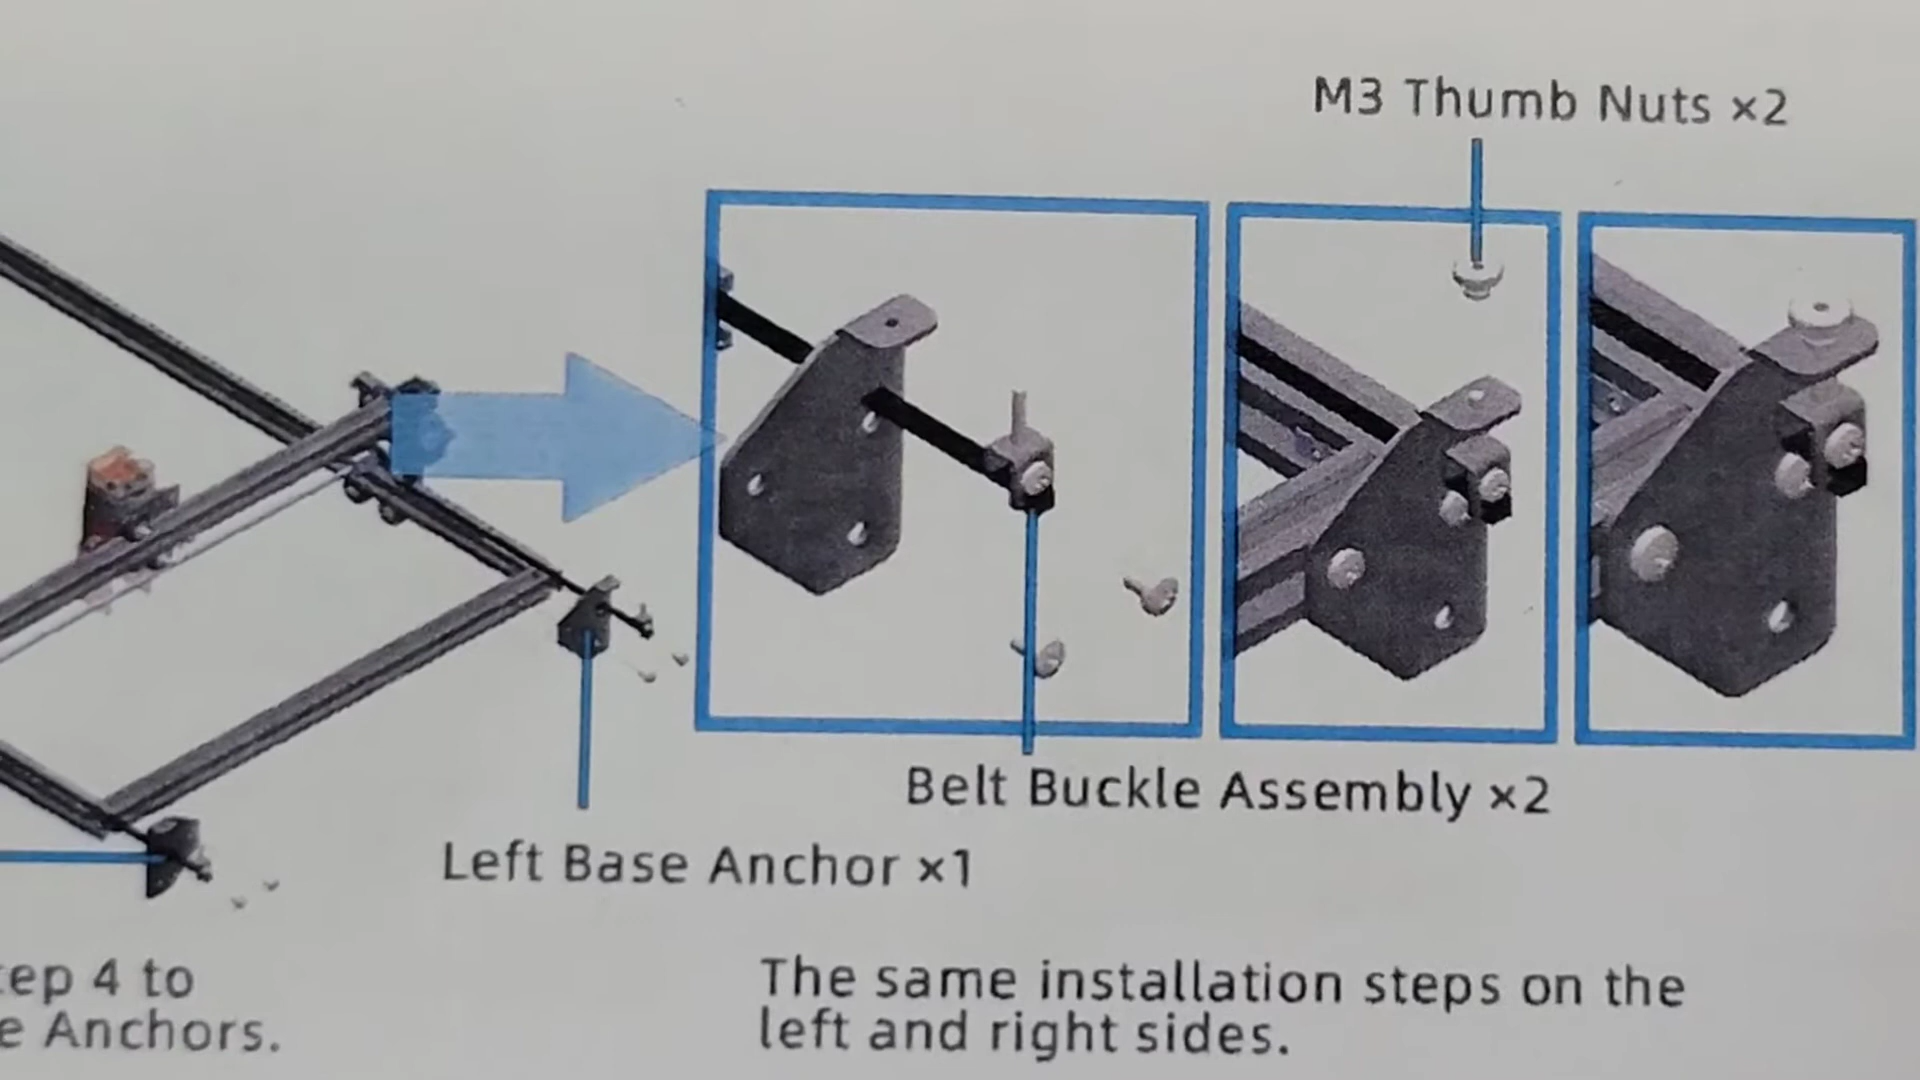 M3 Thumb Nuts ×2
Belt Buckle Assembly ×2
Left Base Anchor ×1
4 to
Anchors.
The same installation steps on the
left and right sides.